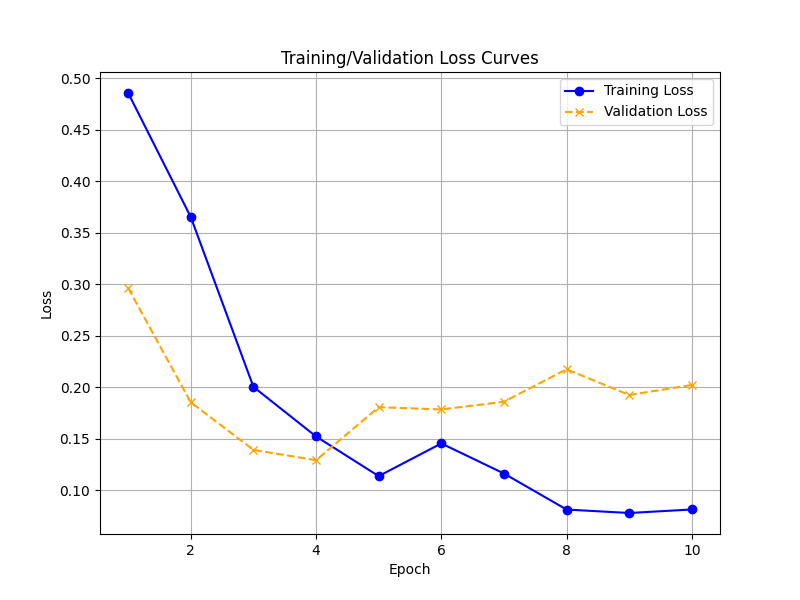 Training/Validation Loss Curves
Training Loss
Validation Loss
0.50
0.45
0.40
0.35
0.30
0.25
0.20
0.15
0.10
Loss
2 4 6 8 10
Epoch